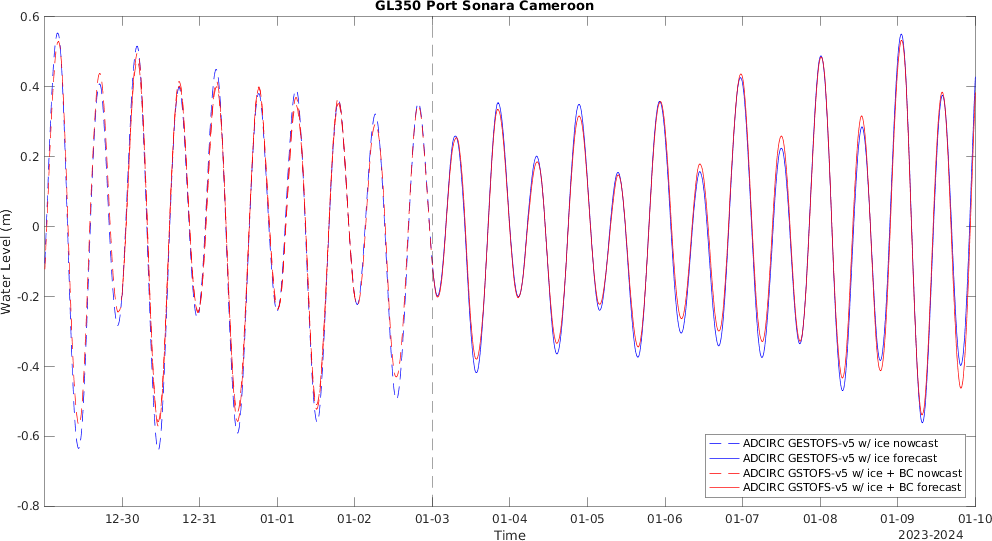 GL350 Port Sonara Cameroon
0.6
0.4
0.2
0
-0.2
-0.4
-0.6
-0.8
Water Level (m)
ADCIRC GESTOFS-v5 w/ ice nowcast
ADCIRC GESTOFS-v5 w/ ice forecast
ADCIRC GSTOFS-v5 w/ ice + BC nowcast
ADCIRC GSTOFS-v5 w/ ice + BC forecast
12-30 12-31 01-01 01-02 01-03 01-04 01-05 01-06 01-07 01-08 01-09 01-10
Time
2023-2024